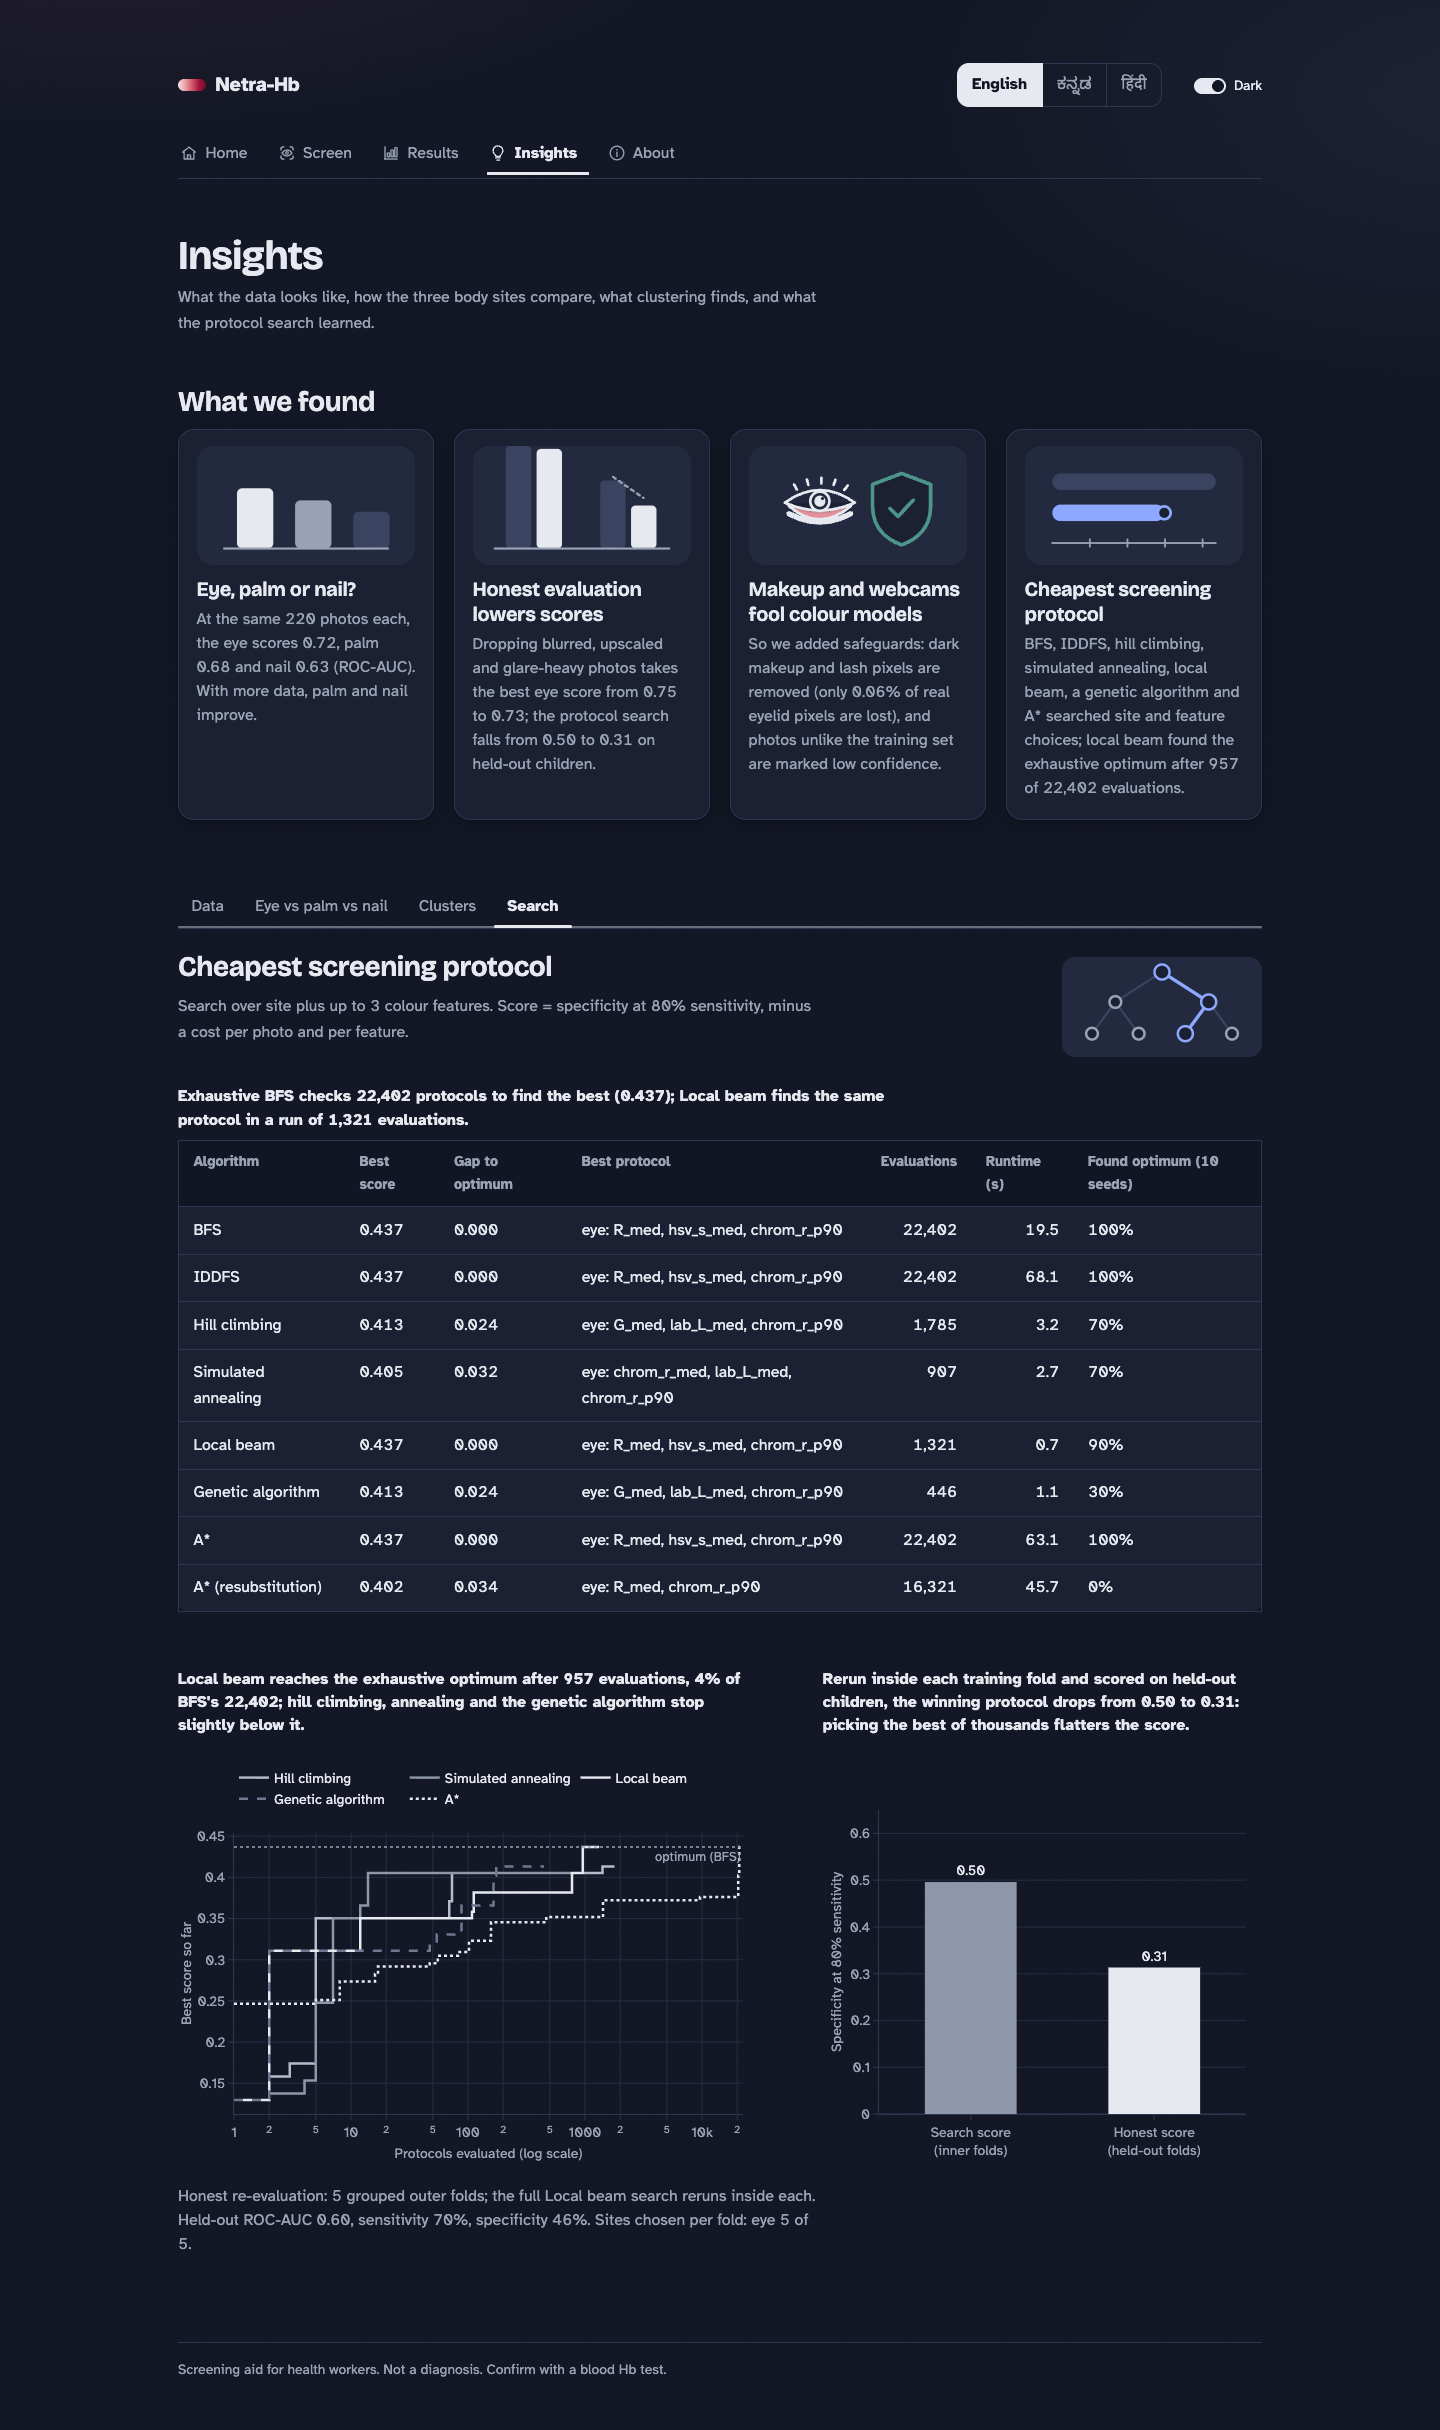 Netra-Hb
English
ಕನ್ನಡ
हिंदी
Dark
Home
Screen
Results
Insights
About
Insights
What the data looks like, how the three body sites compare, what clustering finds, and what
the protocol search learned.
What we found
Eye, palm or nail?
At the same 220 photos each,
the eye scores 0.72, palm
0.68 and nail 0.63 (ROC-AUC).
With more data, palm and nail
improve.
Honest evaluation
lowers scores
Dropping blurred, upscaled
and glare-heavy photos takes
the best eye score from 0.75
to 0.73; the protocol search
falls from 0.50 to 0.31 on
held-out children.
Makeup and webcams
fool colour models
So we added safeguards: dark
makeup and lash pixels are
removed (only 0.06% of real
eyelid pixels are lost), and
photos unlike the training set
are marked low confidence.
Cheapest screening
protocol
BFS, IDDFS, hill climbing,
simulated annealing, local
beam, a genetic algorithm and
A* searched site and feature
choices; local beam found the
exhaustive optimum after 957
of 22,402 evaluations.
Data
Eye vs palm vs nail
Clusters
Search
Cheapest screening protocol
Search over site plus up to 3 colour features. Score = specificity at 80% sensitivity, minus
a cost per photo and per feature.
Exhaustive BFS checks 22,402 protocols to find the best (0.437); Local beam finds the same
protocol in a run of 1,321 evaluations.
Algorithm Best score Gap to optimum Best protocol Evaluations Runtime (s) Found optimum (10 seeds)
BFS 0.437 0.000 eye: R_med, hsv_s_med, chrom_r_p90 22,402 19.5 100%
IDDFS 0.437 0.000 eye: R_med, hsv_s_med, chrom_r_p90 22,402 68.1 100%
Hill climbing 0.413 0.024 eye: G_med, lab_L_med, chrom_r_p90 1,785 3.2 70%
Simulated annealing 0.405 0.032 eye: chrom_r_med, lab_L_med, chrom_r_p90 907 2.7 70%
Local beam 0.437 0.000 eye: R_med, hsv_s_med, chrom_r_p90 1,321 0.7 90%
Genetic algorithm 0.413 0.024 eye: G_med, lab_L_med, chrom_r_p90 446 1.1 30%
A* 0.437 0.000 eye: R_med, hsv_s_med, chrom_r_p90 22,402 63.1 100%
A* (resubstitution) 0.402 0.034 eye: R_med, chrom_r_p90 16,321 45.7 0%
Local beam reaches the exhaustive optimum after 957 evaluations, 4% of
BFS's 22,402; hill climbing, annealing and the genetic algorithm stop
slightly below it.
Hill climbing Simulated annealing Local beam
Genetic algorithm A*
optimum (BFS)
0.45
0.4
0.35
0.3
0.25
0.2
0.15
Best score so far
1 2 5 10 2 5 100 2 5 1000 2 5 10k 2
Protocols evaluated (log scale)
Rerun inside each training fold and scored on held-out
children, the winning protocol drops from 0.50 to 0.31:
picking the best of thousands flatters the score.
0.6
0.5
0.4
0.3
0.2
0.1
0
Specificity at 80% sensitivity
0.50
0.31
Search score
(inner folds)
Honest score
(held-out folds)
Honest re-evaluation: 5 grouped outer folds; the full Local beam search reruns inside each.
Held-out ROC-AUC 0.60, sensitivity 70%, specificity 46%. Sites chosen per fold: eye 5 of
5.
Screening aid for health workers. Not a diagnosis. Confirm with a blood Hb test.